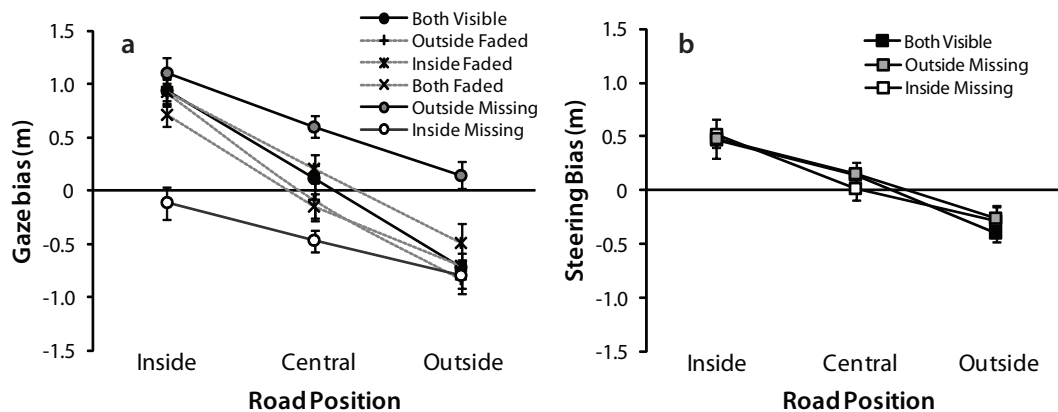 a
Gaze bias (m)
1.5
1.0
0.5
0
-0.5
-1.0
-1.5
Both Visible
Outside Faded
Inside Faded
Both Faded
Outside Missing
Inside Missing
Inside Central Outside
Road Position
b
Steering Bias (m)
1.5
1.0
0.5
0
-0.5
-1.0
-1.5
Both Visible
Outside Missing
Inside Missing
Inside Central Outside
Road Position